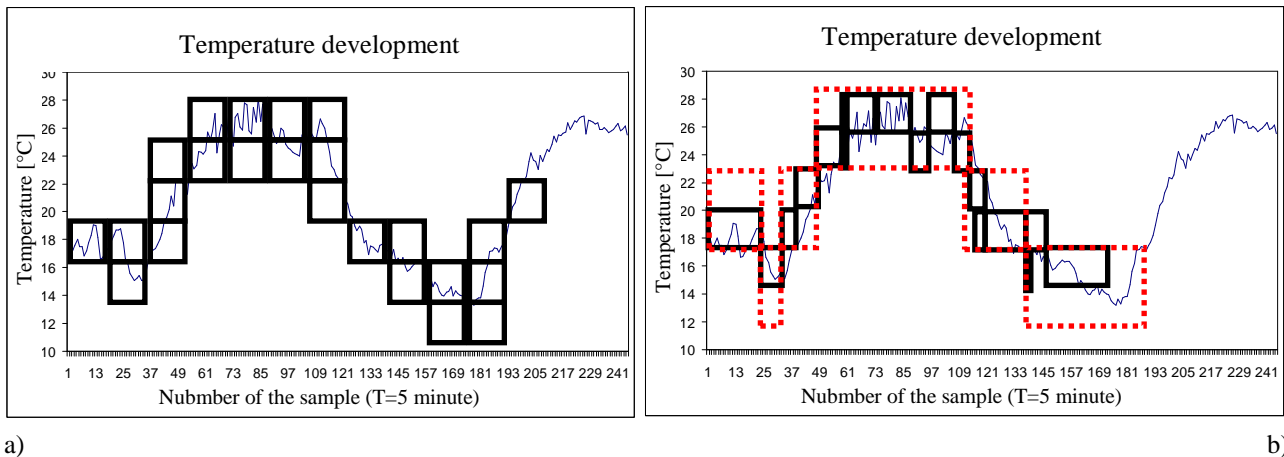 Temperature development
Temperature [°C]
30
28
26
24
22
20
18
16
14
12
10
1 13 25 37 49 61 73 85 97 109 121 133 145 157 169 181 193 205 217 229 241
Nubmber of the sample (T=5 minute)
a)
Temperature development
Temperature [°C]
30
28
26
24
22
20
18
16
14
12
10
1 13 25 37 49 61 73 85 97 109 121 133 145 157 169 181 193 205 217 229 241
Nubmber of the sample (T=5 minute)
b)